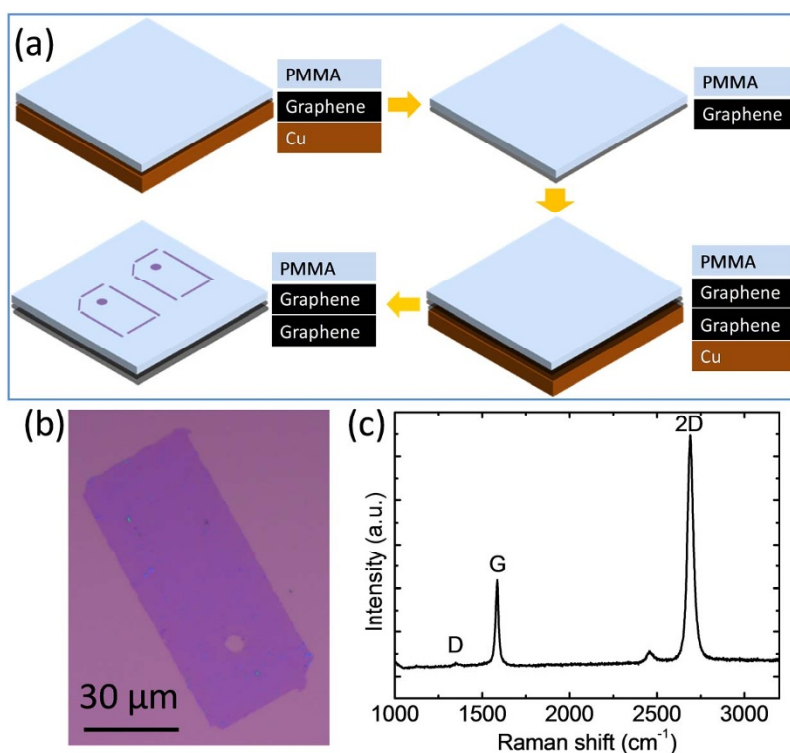 (a)
PMMA
Graphene
Cu
PMMA
Graphene
PMMA
Graphene
Graphene
PMMA
Graphene
Graphene
Cu
(b)
30 μm
(c)
2D
G
D
Intensity (a.u.)
1000 1500 2000 2500 3000
Raman shift (cm⁻¹)